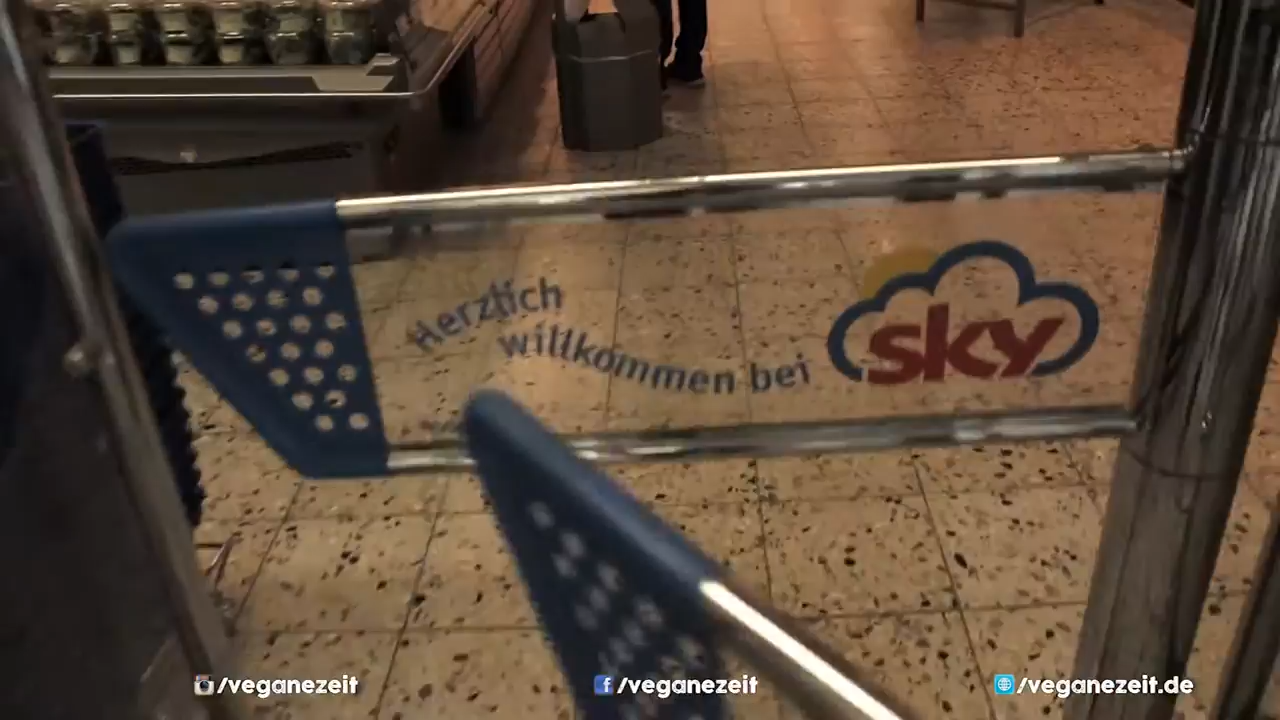 Herzlich
willkommen bei
sky
/veganezeit
/veganezeit
/veganezeit.de